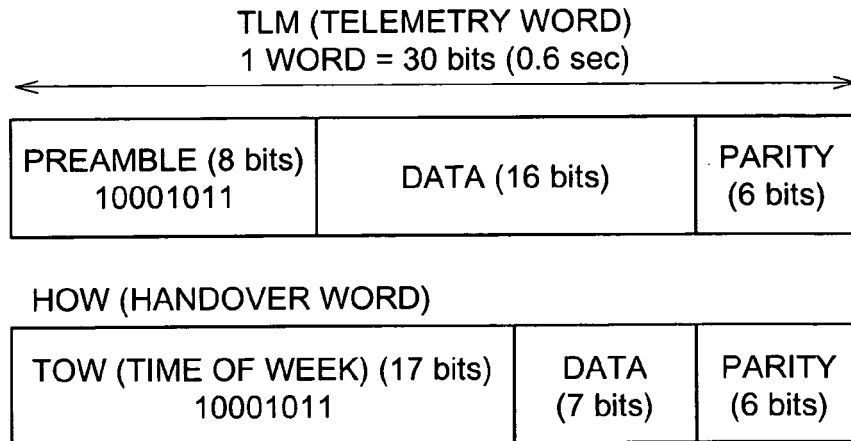 TLM (TELEMETRY WORD)
1 WORD = 30 bits (0.6 sec)
PREAMBLE (8 bits)
10001011
DATA (16 bits)
PARITY
(6 bits)
HOW (HANDOVER WORD)
TOW (TIME OF WEEK) (17 bits)
10001011
DATA
(7 bits)
PARITY
(6 bits)